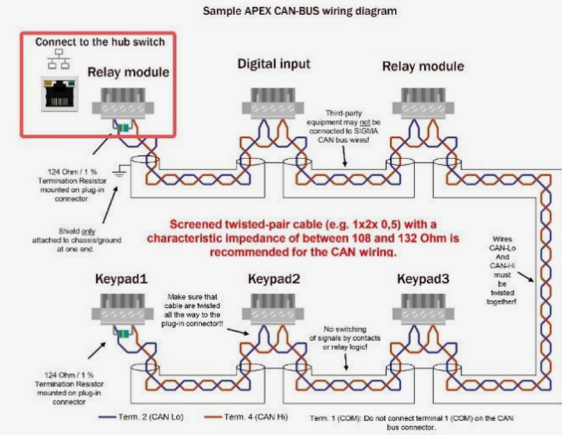 Sample APEX CAN-BUS wiring diagram
Connect to the hub switch
Relay module
Digital input
Relay module
Third-party
equipment may not be
connected to SIGMA
CAN bus wires!
124 Ohm / 1 %
Termination Resistor
mounted on plug-in
connector
Shield only
attached to chassis/ground
at one end.
Screened twisted-pair cable (e.g. 1x2x 0,5) with a
characteristic impedance of between 108 and 132 Ohm is
recommended for the CAN wiring.
Wires
CAN-Lo
And
CAN-Hi
must
be
twisted
together!
Keypad1
Keypad2
Keypad3
Make sure that
cable are twisted
all the way to the
plug-in connector!!
No switching
of signals by contacts
or relay logic!
124 Ohm / 1 %
Termination Resistor
mounted on plug-in
connector
Term. 2 (CAN Lo)
Term. 4 (CAN Hi)
Term. 1 (COM): Do not connect terminal 1 (COM) on the CAN
bus connector.